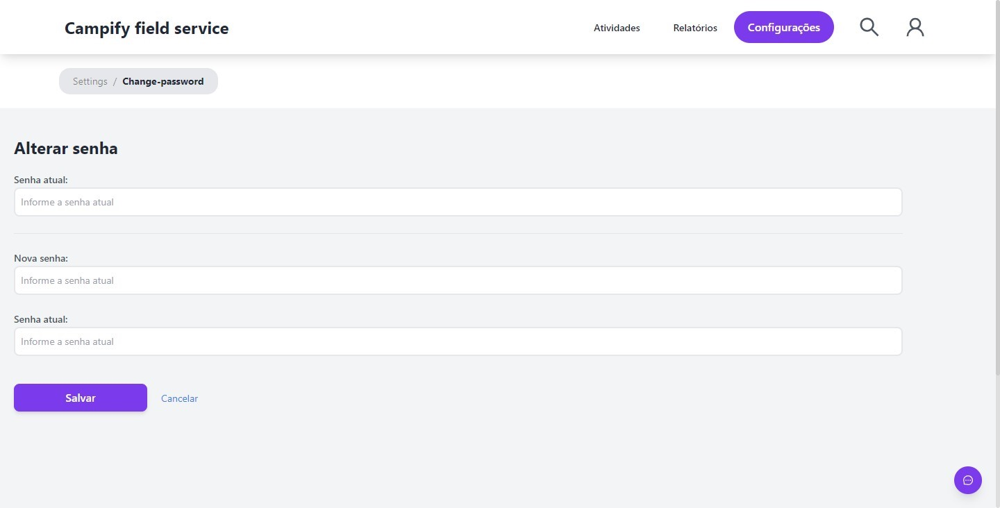 Campify field service
Atividades
Relatórios
Configurações
Settings / Change-password
Alterar senha
Senha atual:
Informe a senha atual
Nova senha:
Informe a senha atual
Senha atual:
Informe a senha atual
Salvar
Cancelar